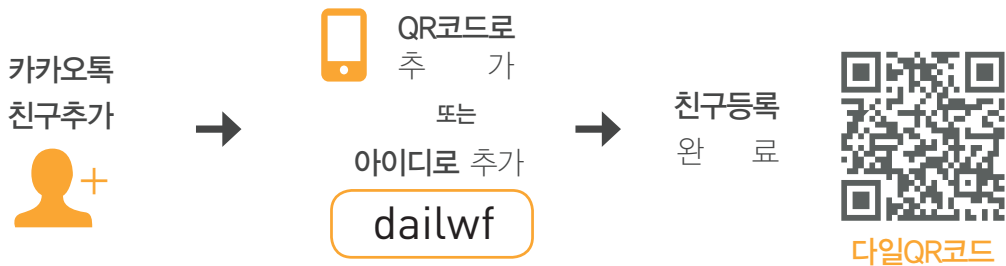 카카오톡
친구추가
QR코드로
추 가
또는
아이디로 추가
dailwf
친구등록
완 료
다일QR코드